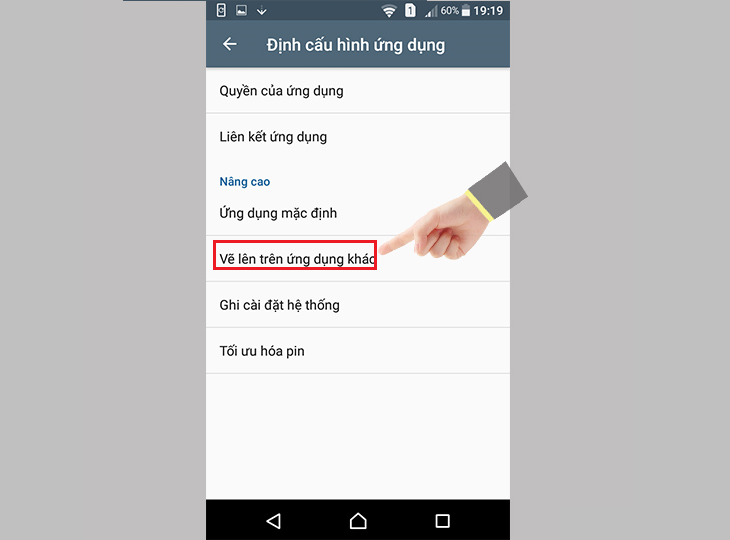 1 60% 19:19
Định cấu hình ứng dụng
Quyền của ứng dụng
Liên kết ứng dụng
Nâng cao
Ứng dụng mặc định
Vẽ lên trên ứng dụng khác
Ghi cài đặt hệ thống
Tối ưu hóa pin